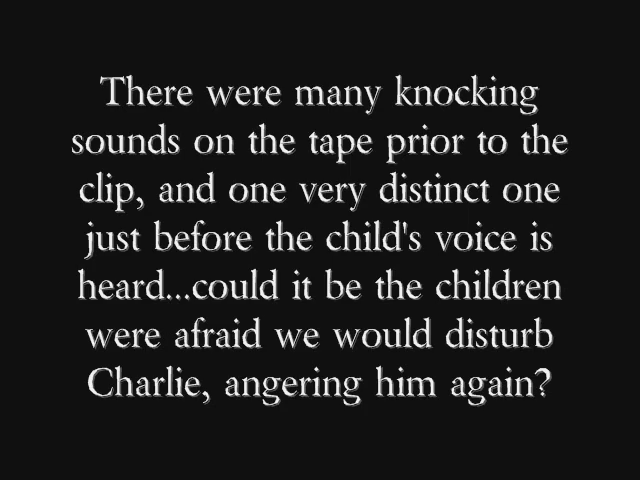 There were many knocking
sounds on the tape prior to the
clip, and one very distinct one
just before the child's voice is
heard...could it be the children
were afraid we would disturb
Charlie, angering him again?